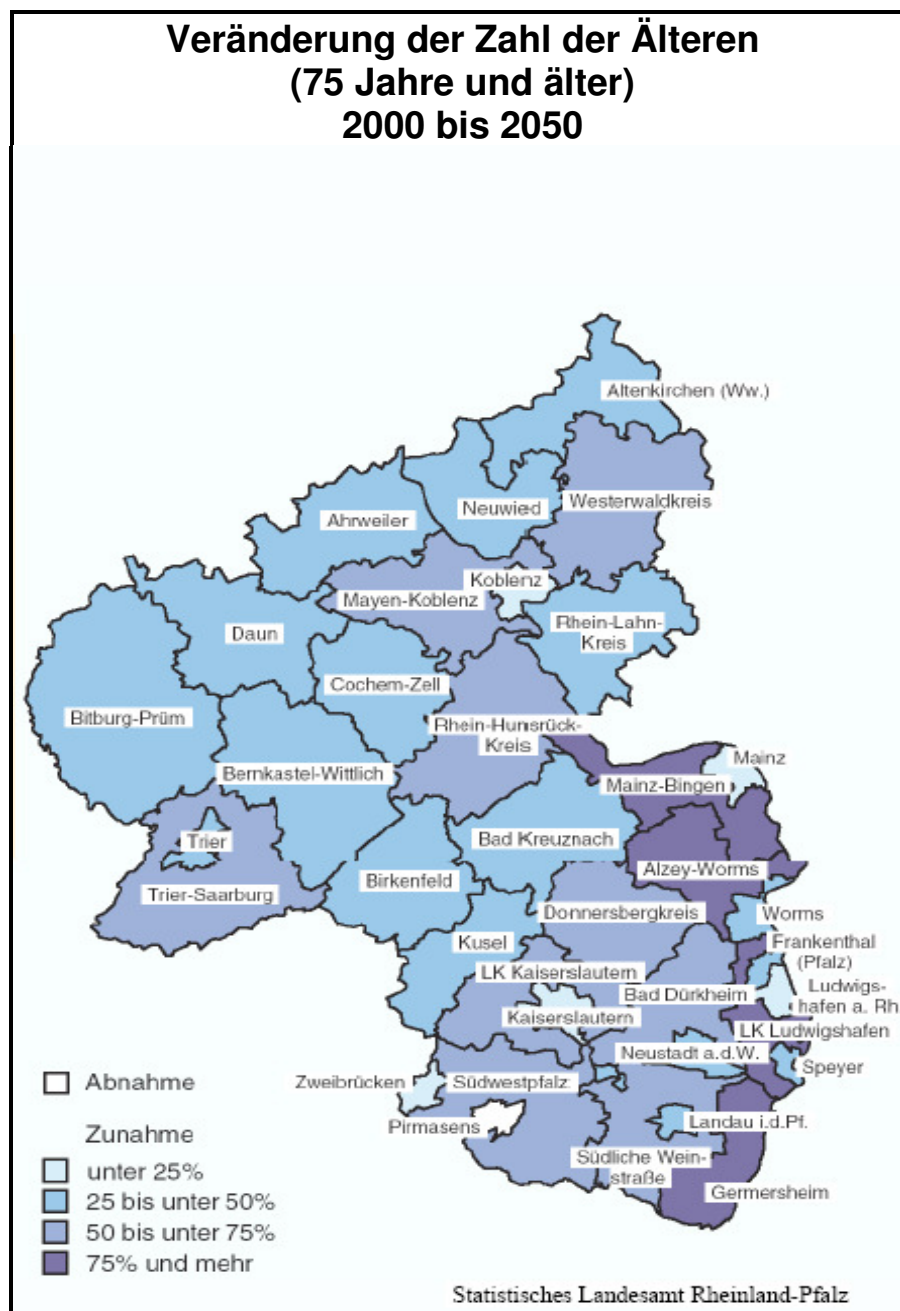 Veränderung der Zahl der Älteren
(75 Jahre und älter)
2000 bis 2050
Altenkirchen (Ww.)
Westerwaldkreis
Neuwied
Ahrweiler
Koblenz
Mayen-Koblenz
Rhein-Lahn-
Kreis
Daun
Cochem-Zell
Bitburg-Prüm
Rhein-Hunsrück-
Kreis
Mainz
Bernkastel-Wittlich
Mainz-Bingen
Trier
Bad Kreuznach
Alzey-Worms
Birkenfeld
Trier-Saarburg
Donnersbergkreis
Worms
Kusel
Frankenthal
(Pfalz)
LK Kaiserslautern
Bad Dürkheim
Ludwigs-
hafen a. Rh
Kaiserslautern
LK Ludwigshafen
Neustadt a.d.W.
Speyer
Zweibrücken
Südwestpfalz
Pirmasens
Landau i.d.Pf.
Südliche Wein-
straße
Germersheim
Abnahme
Zunahme
unter 25%
25 bis unter 50%
50 bis unter 75%
75% und mehr
Statistisches Landesamt Rheinland-Pfalz